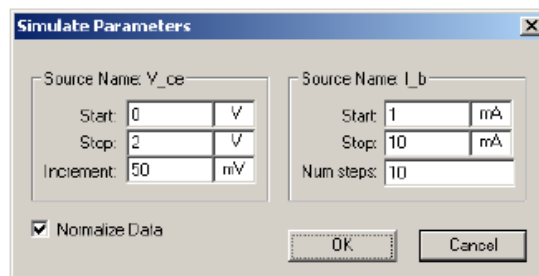 Simulate Parameters
Source Name: V_ce
Start: 0 V
Stop: 2 V
Increment: 50 mV
Source Name: I_b
Start: 1 mA
Stop: 10 mA
Num steps: 10
Normalize Data
OK
Cancel